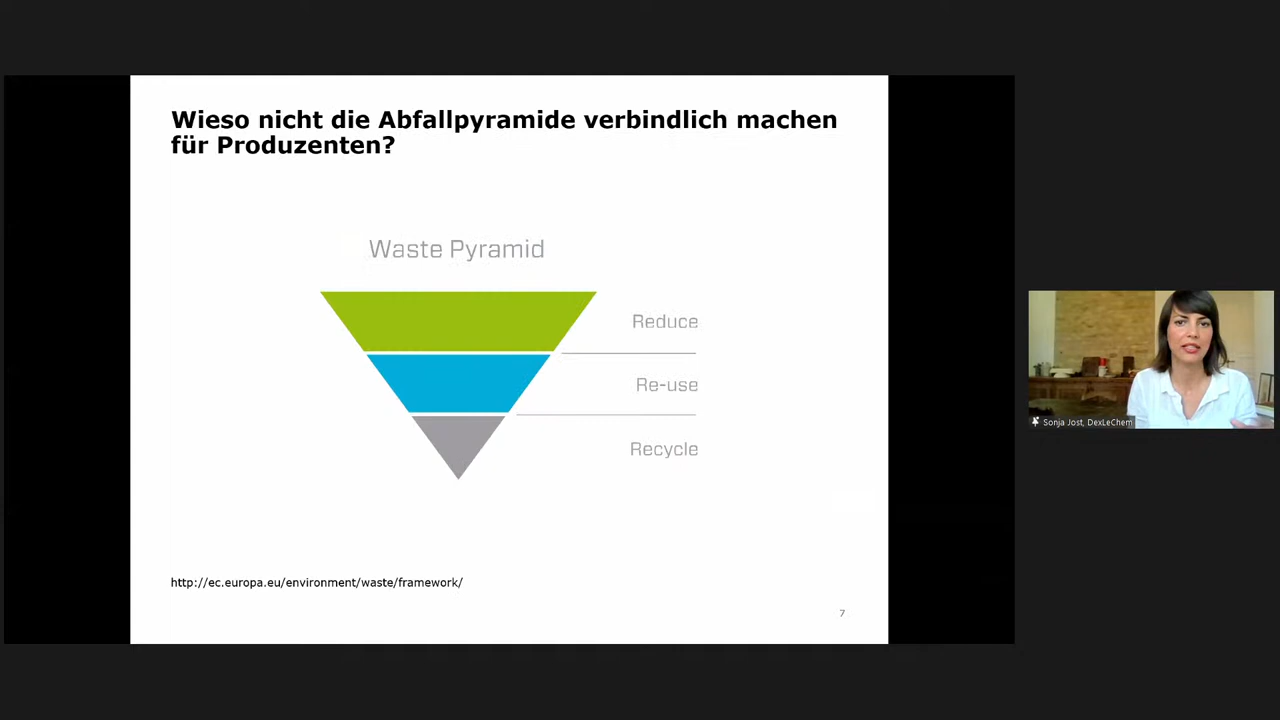 Wieso nicht die Abfallpyramide verbindlich machen
für Produzenten?
Waste Pyramid
Reduce
Re-use
Recycle
http://ec.europa.eu/environment/waste/framework/
7
Sonja Jost, DexLeChem